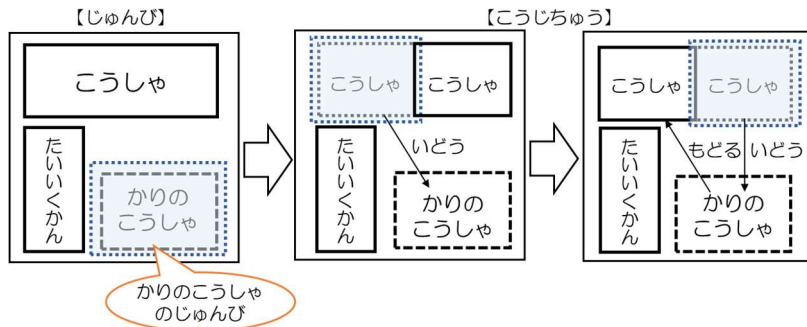 【じゅんび】
こうしゃ
たいいくかん
かりの
こうしゃ
かりのこうしゃ
のじゅんび
【こうじちゅう】
こうしゃ
こうしゃ
いどう
たいいくかん
かりの
こうしゃ
こうしゃ
こうしゃ
もどる
いどう
たいいくかん
かりの
こうしゃ